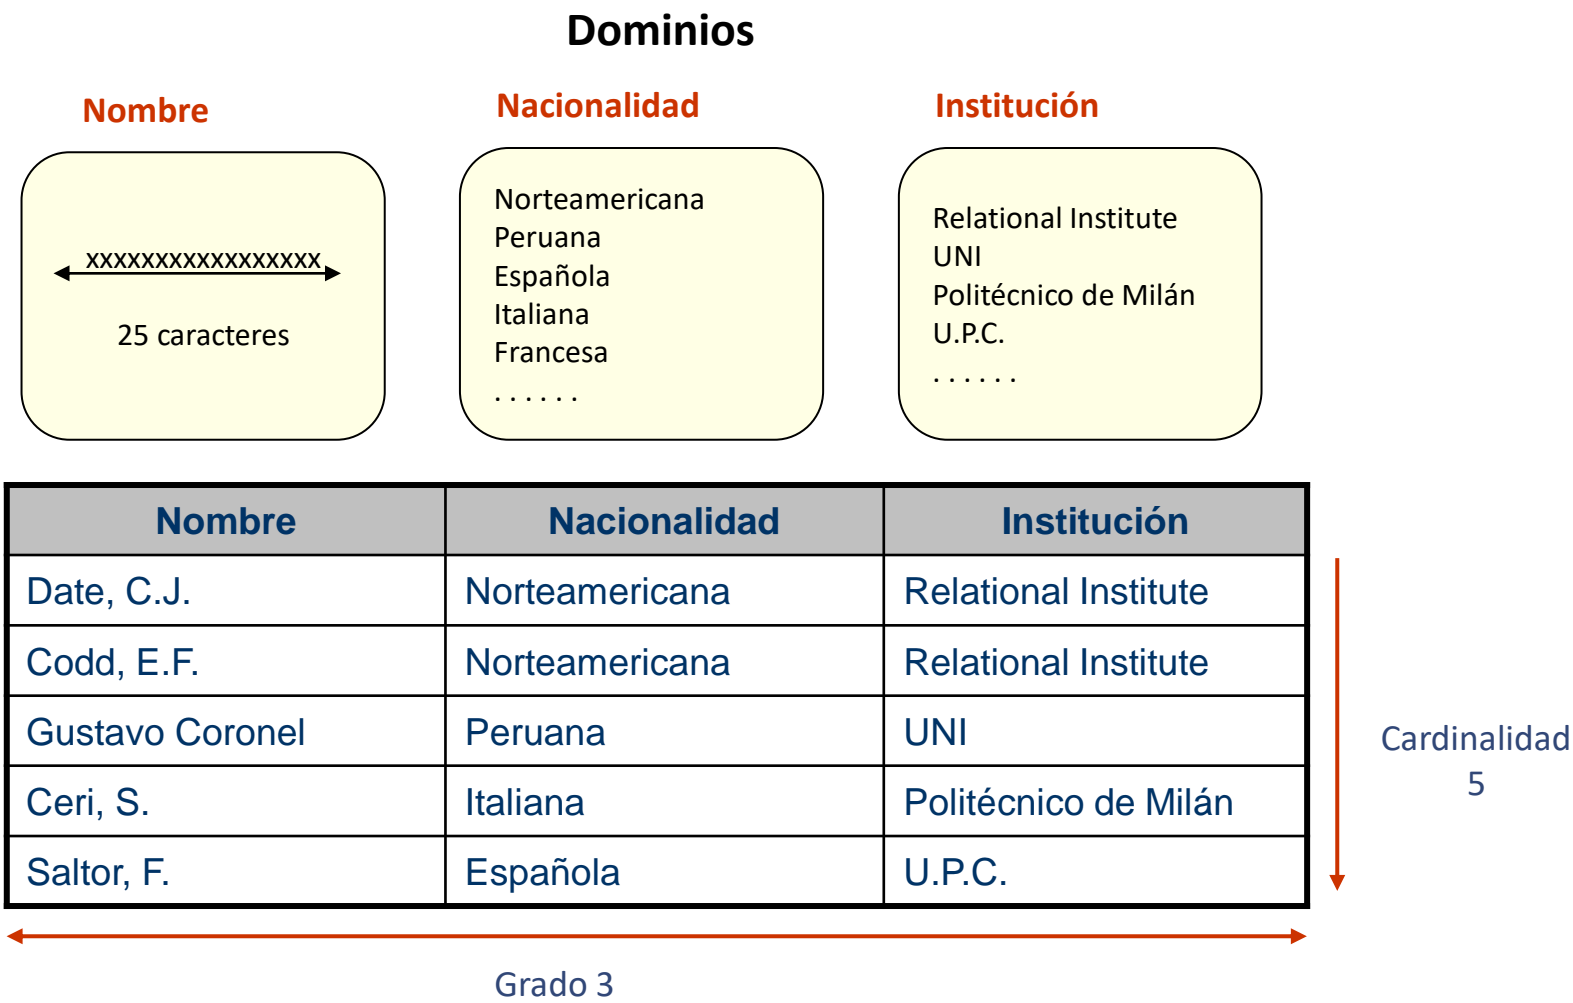 Dominios
Nombre
Nacionalidad
Institución
xxxxxxxxxxxxxxxxx
25 caracteres
Norteamericana
Peruana
Española
Italiana
Francesa
. . . . . .
Relational Institute
UNI
Politécnico de Milán
U.P.C.
. . . . . .
Nombre Nacionalidad Institución
Date, C.J. Norteamericana Relational Institute
Codd, E.F. Norteamericana Relational Institute
Gustavo Coronel Peruana UNI
Ceri, S. Italiana Politécnico de Milán
Saltor, F. Española U.P.C.
Cardinalidad
5
Grado 3